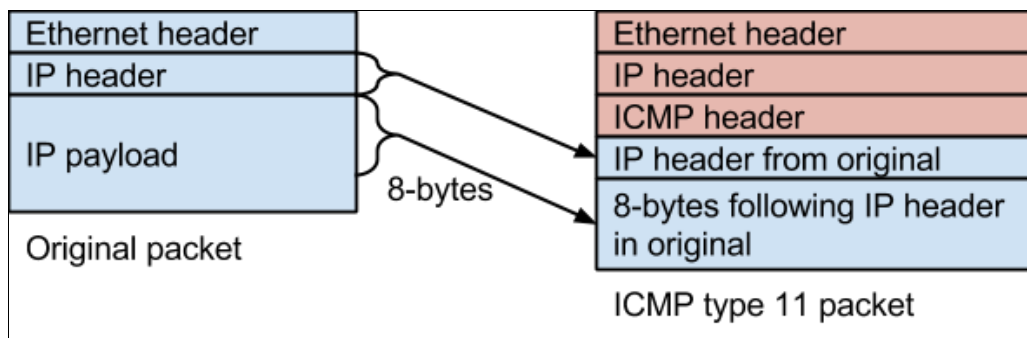 Ethernet header
IP header
IP payload
8-bytes
Original packet
Ethernet header
IP header
ICMP header
IP header from original
8-bytes following IP header
in original
ICMP type 11 packet